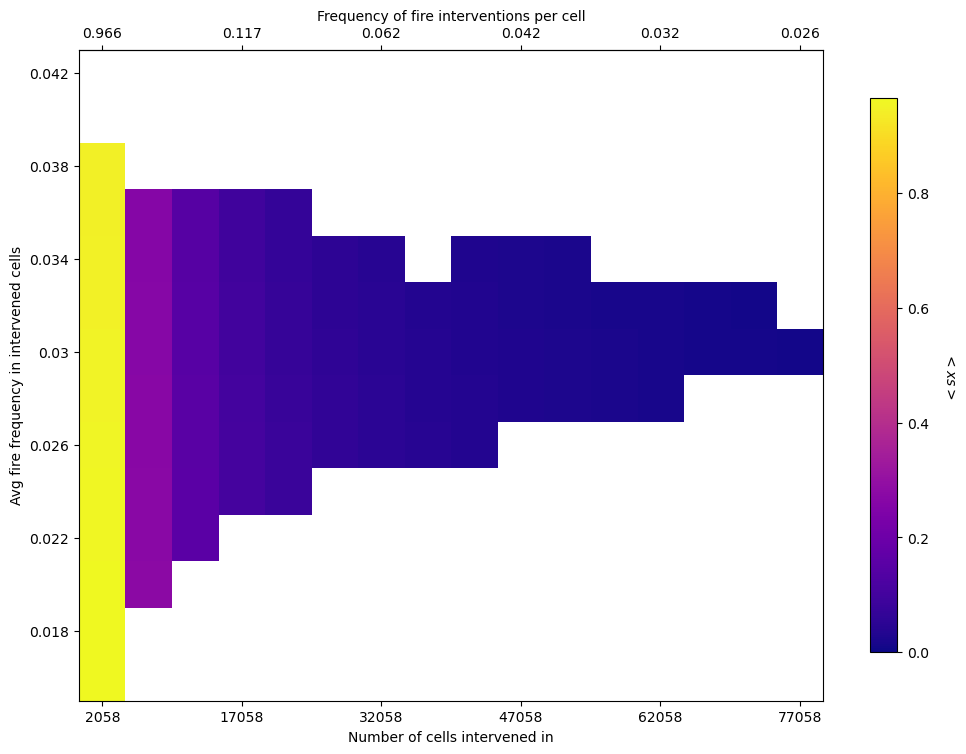 Frequency of fire interventions per cell
0.966 0.117 0.062 0.042 0.032 0.026
0.042
0.038
0.034
0.03
0.026
0.022
0.018
Avg fire frequency in intervened cells
2058 17058 32058 47058 62058 77058
Number of cells intervened in
0.8
0.6
0.4
0.2
0.0
< sx >